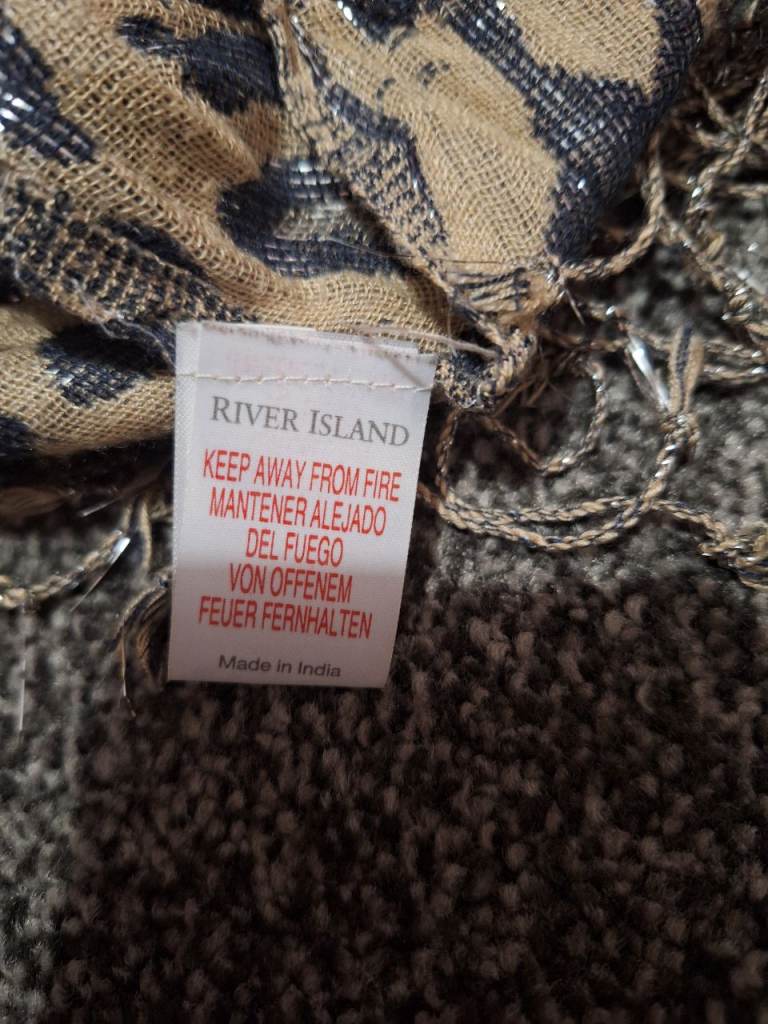 RIVER ISLAND
KEEP AWAY FROM FIRE
MANTENER ALEJADO
DEL FUEGO
VON OFFENEM
FEUER FERNHALTEN
Made in India